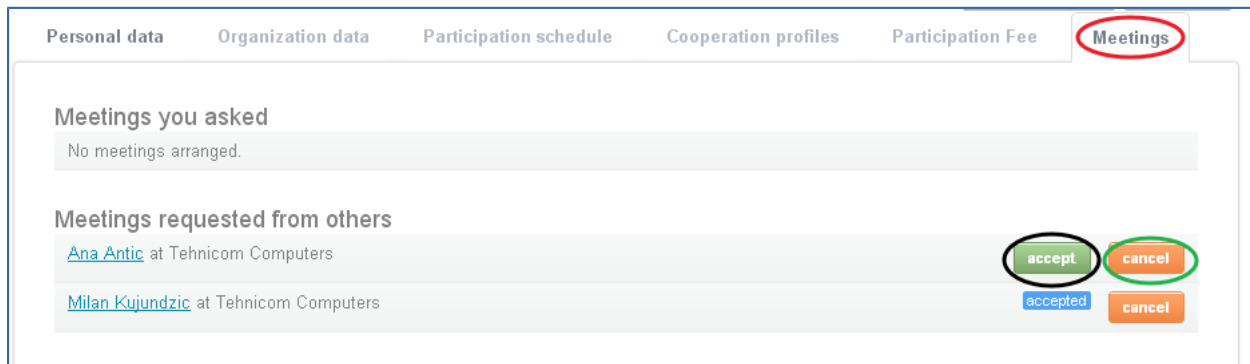 Personal data Organization data Participation schedule Cooperation profiles Participation Fee Meetings
Meetings you asked
No meetings arranged.
Meetings requested from others
Ana Antic at Tehnicom Computers accept cancel
Milan Kujundzic at Tehnicom Computers accepted cancel